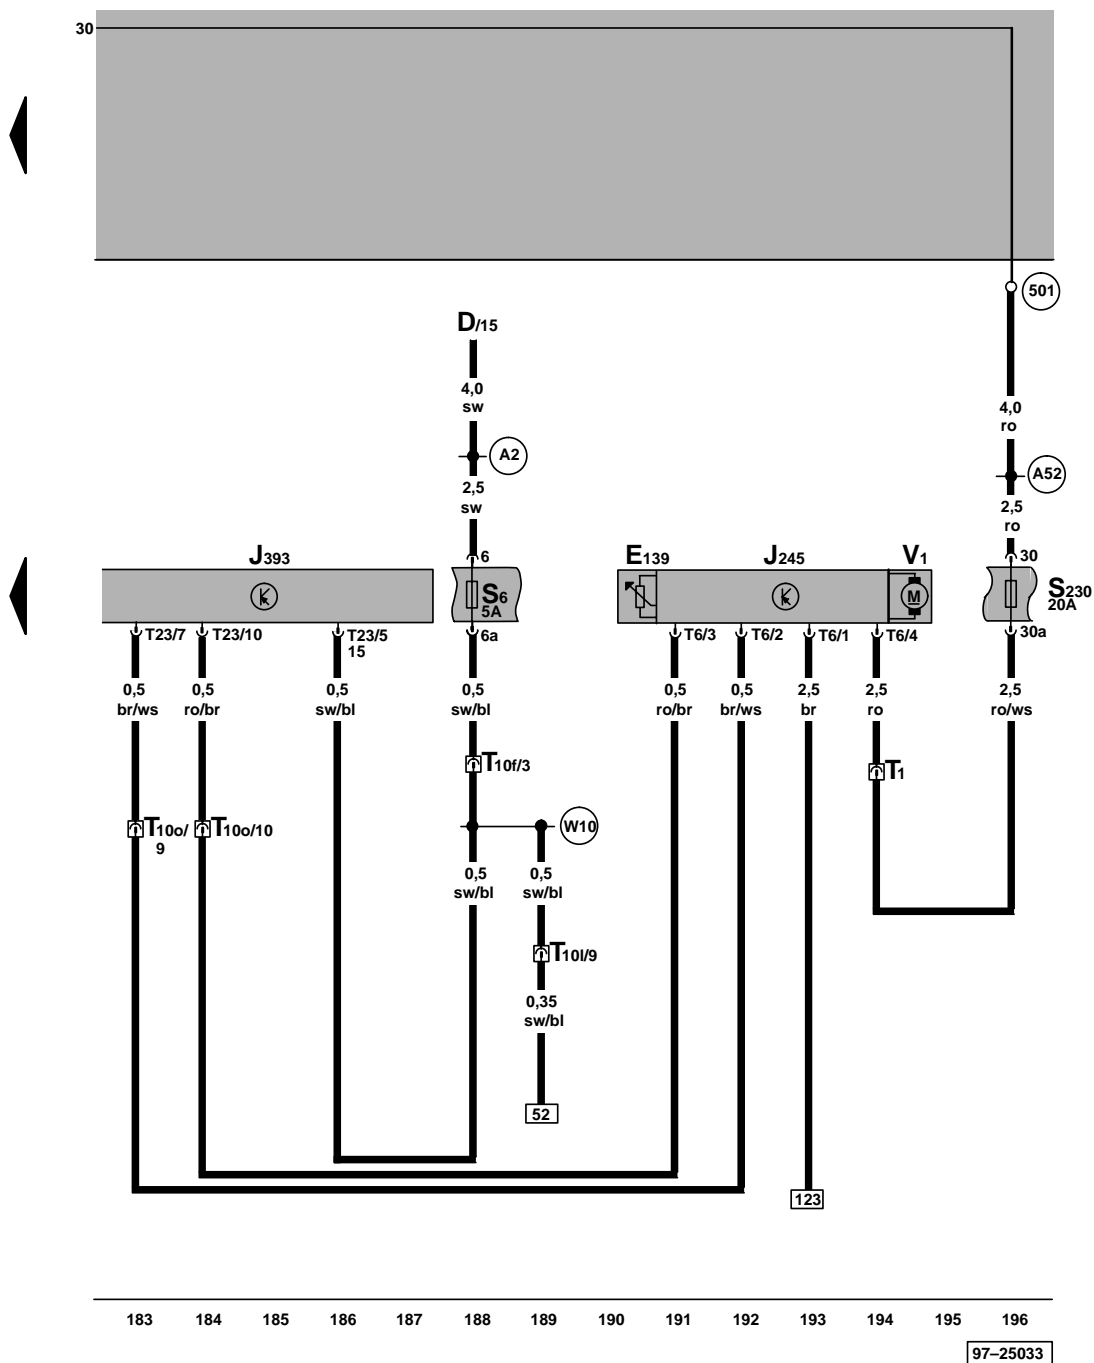 30
501
D/15
4,0
sw
4,0
ro
A2
A52
2,5
sw
2,5
ro
J393
6
E139
J245
V1
30
S6
5A
M
S230
20A
T23/7
T23/10
T23/5
15
6a
T6/3
T6/2
T6/1
T6/4
30a
0,5
br/ws
0,5
ro/br
0,5
sw/bl
0,5
sw/bl
0,5
ro/br
0,5
br/ws
2,5
br
2,5
ro
2,5
ro/ws
T10f/3
T1
T10o/
9
T10o/10
W10
0,5
sw/bl
0,5
sw/bl
T10l/9
0,35
sw/bl
52
123
183 184 185 186 187 188 189 190 191 192 193 194 195 196
97–25033